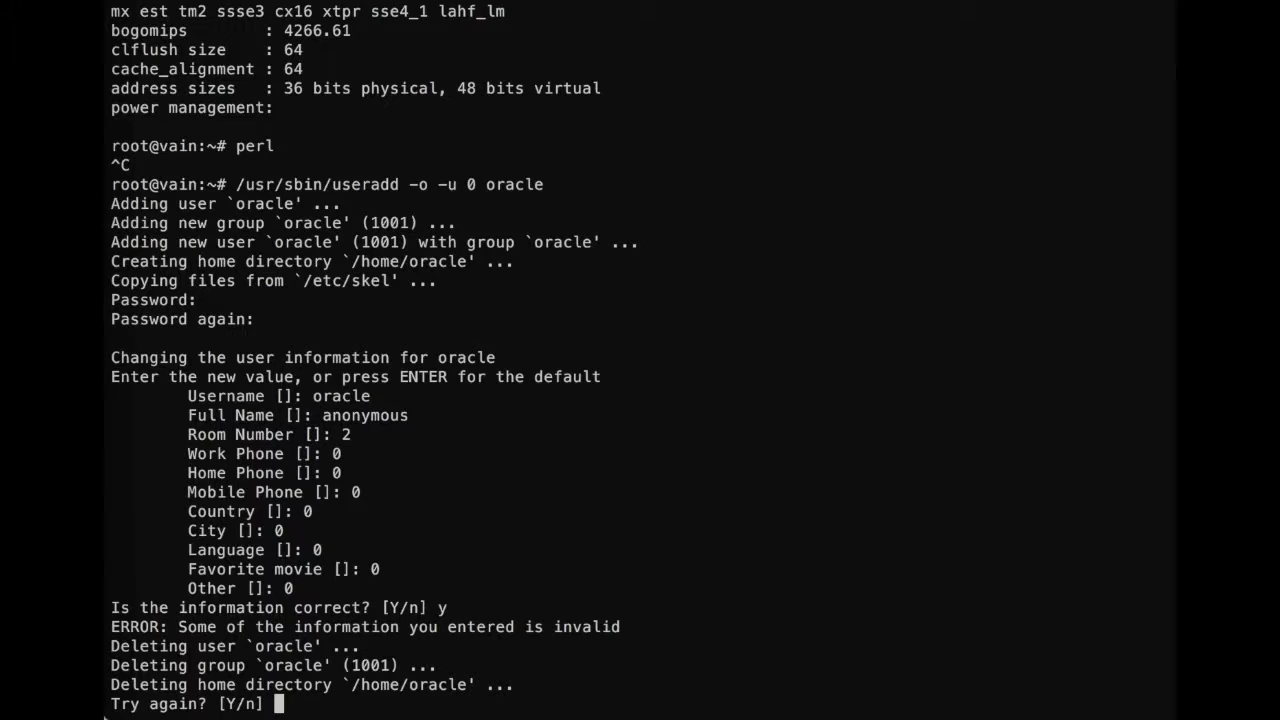 mx est tm2 ssse3 cx16 xtpr sse4_1 lahf_lm
bogomips        : 4266.61
clflush size    : 64
cache_alignment : 64
address sizes   : 36 bits physical, 48 bits virtual
power management:
root@vain:~# perl
^C
root@vain:~# /usr/sbin/useradd -o -u 0 oracle
Adding user `oracle' ...
Adding new group `oracle' (1001) ...
Adding new user `oracle' (1001) with group `oracle' ...
Creating home directory `/home/oracle' ...
Copying files from `/etc/skel' ...
Password:
Password again:
Changing the user information for oracle
Enter the new value, or press ENTER for the default
        Username []: oracle
        Full Name []: anonymous
        Room Number []: 2
        Work Phone []: 0
        Home Phone []: 0
        Mobile Phone []: 0
        Country []: 0
        City []: 0
        Language []: 0
        Favorite movie []: 0
        Other []: 0
Is the information correct? [Y/n] y
ERROR: Some of the information you entered is invalid
Deleting user `oracle' ...
Deleting group `oracle' (1001) ...
Deleting home directory `/home/oracle' ...
Try again? [Y/n]